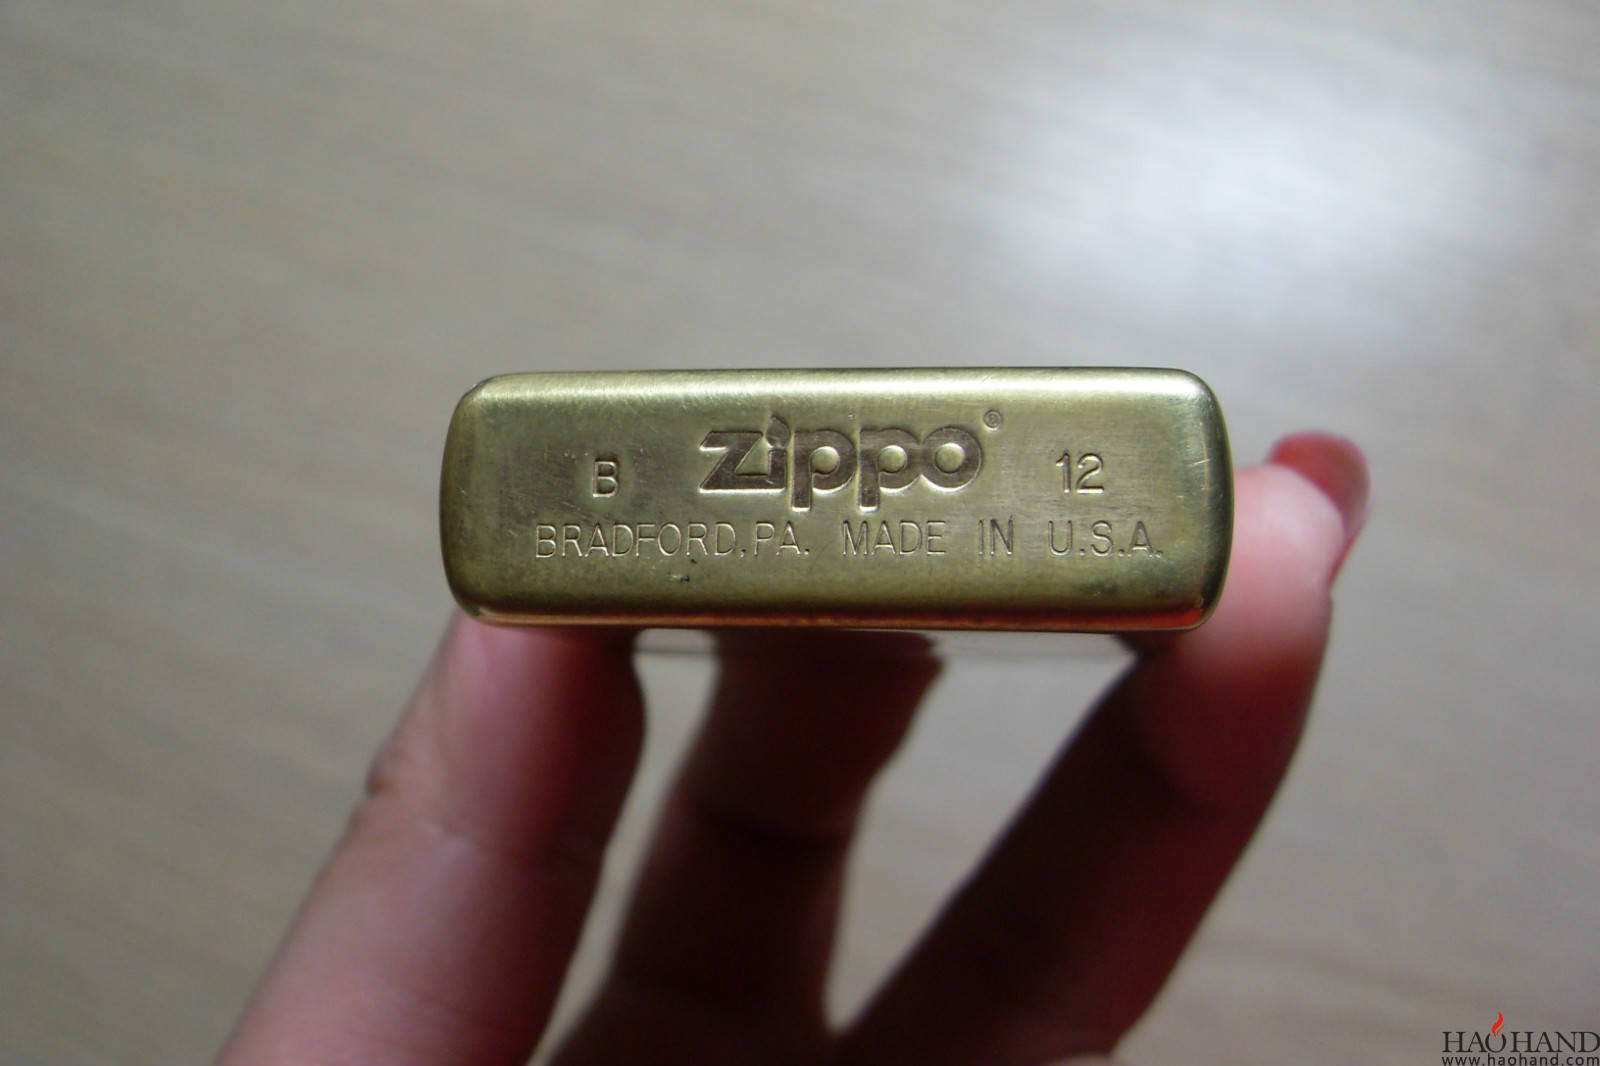 B zippo® 12
BRADFORD, PA. MADE IN U.S.A.
HAOHAND
www.haohand.com